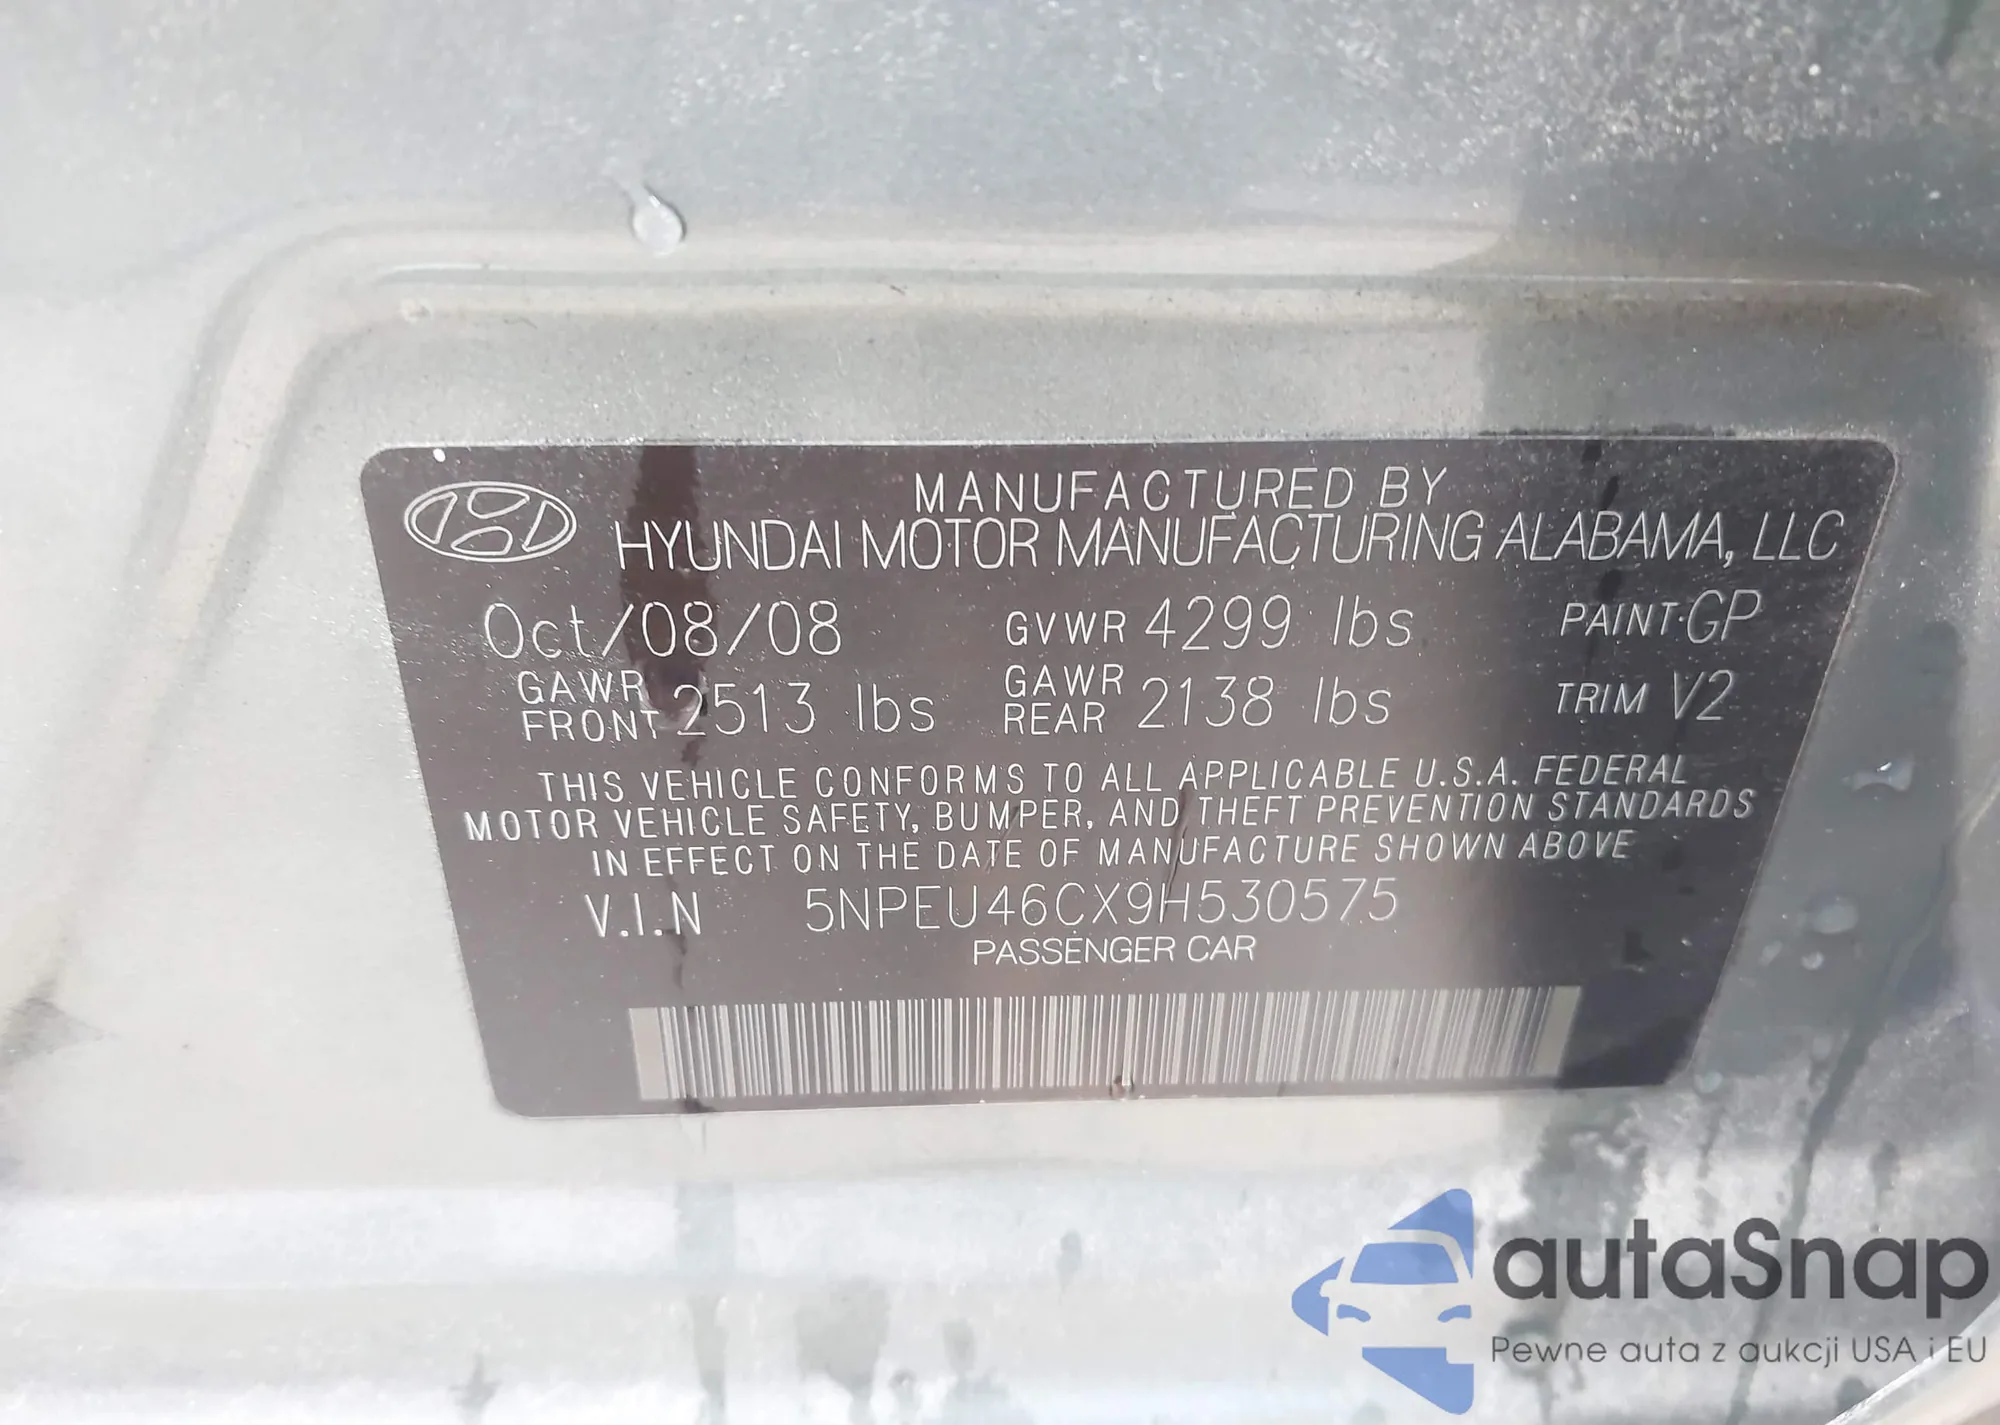 MANUFACTURED BY
HYUNDAI MOTOR MANUFACTURING ALABAMA, LLC
Oct/08/08 GVWR 4299 lbs PAINT: GP
GAWR FRONT 2513 lbs GAWR REAR 2138 lbs TRIM V2
THIS VEHICLE CONFORMS TO ALL APPLICABLE U.S.A. FEDERAL
MOTOR VEHICLE SAFETY, BUMPER, AND THEFT PREVENTION STANDARDS
IN EFFECT ON THE DATE OF MANUFACTURE SHOWN ABOVE
V.I.N 5NPEU46CX9H530575
PASSENGER CAR
autaSnap
Pewne auta z aukcji USA i EU